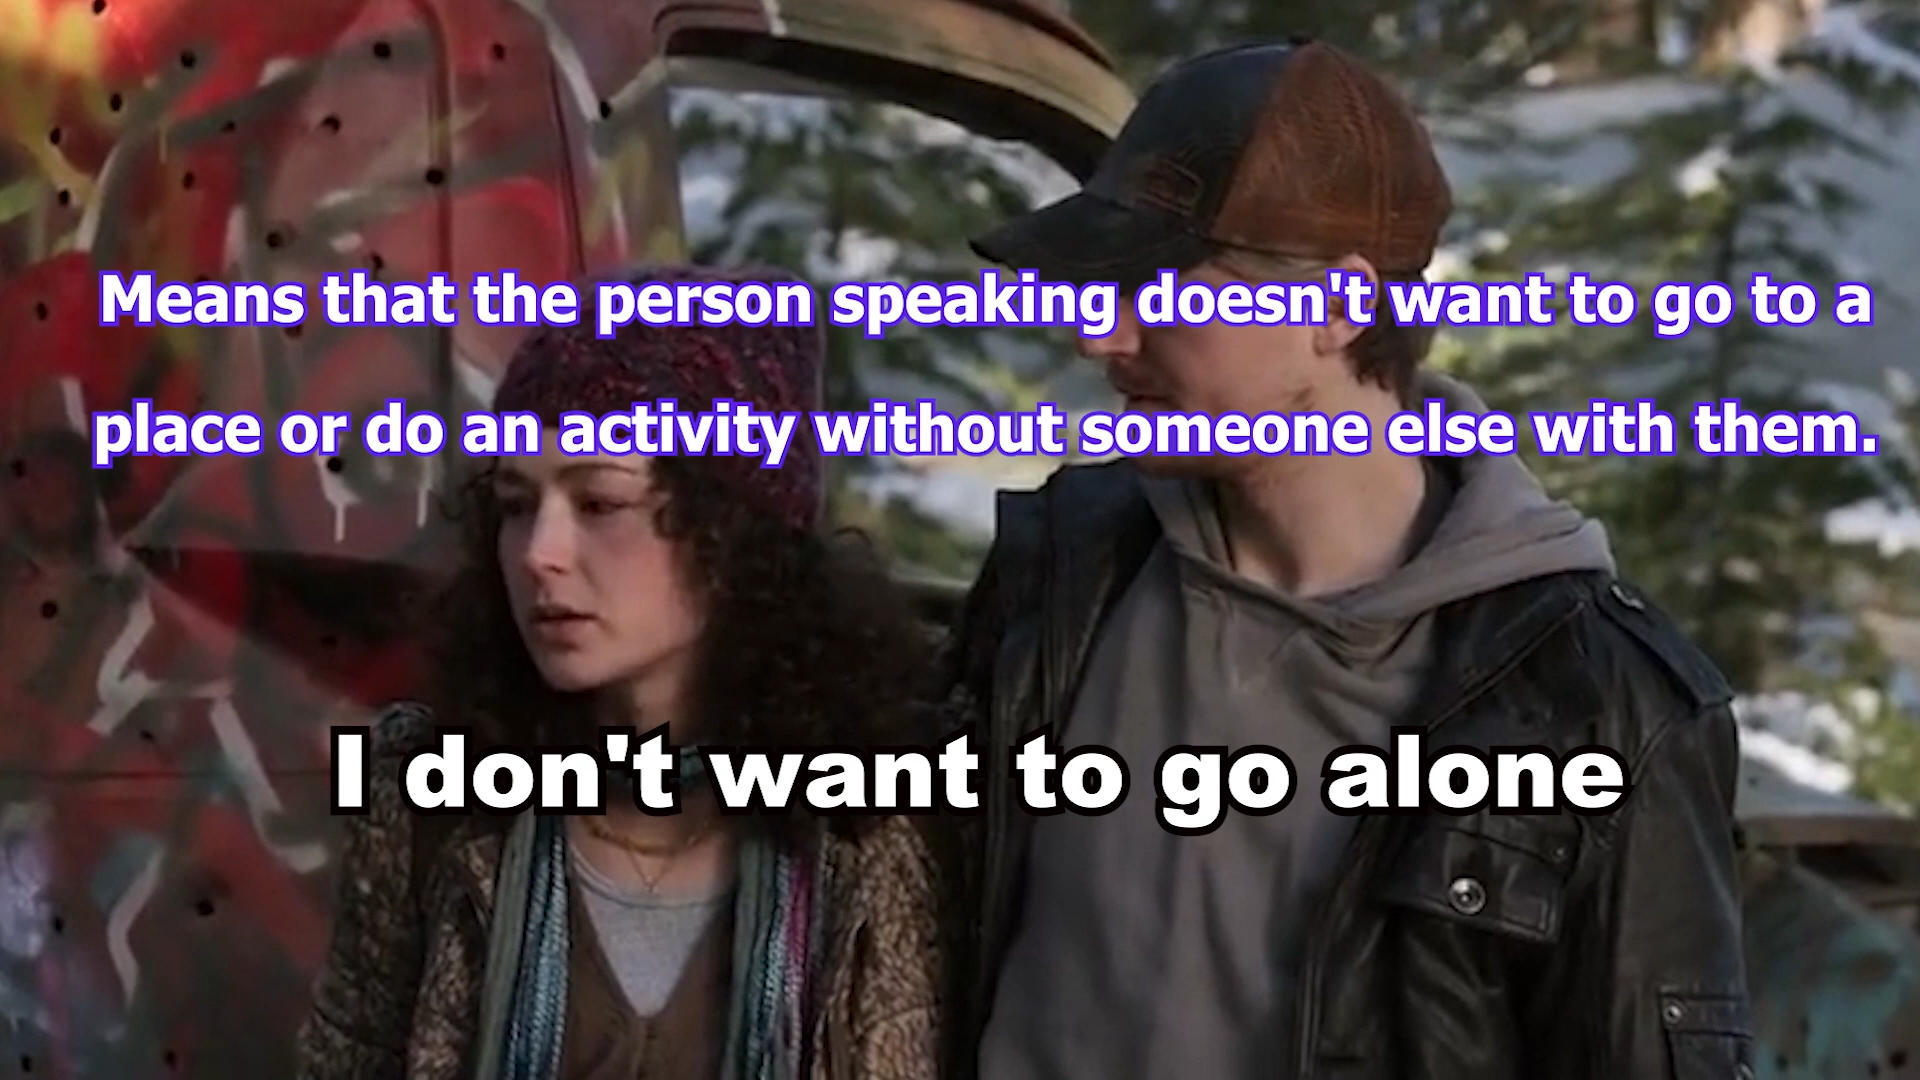 Means that the person speaking doesn't want to go to a
place or do an activity without someone else with them.
I don't want to go alone